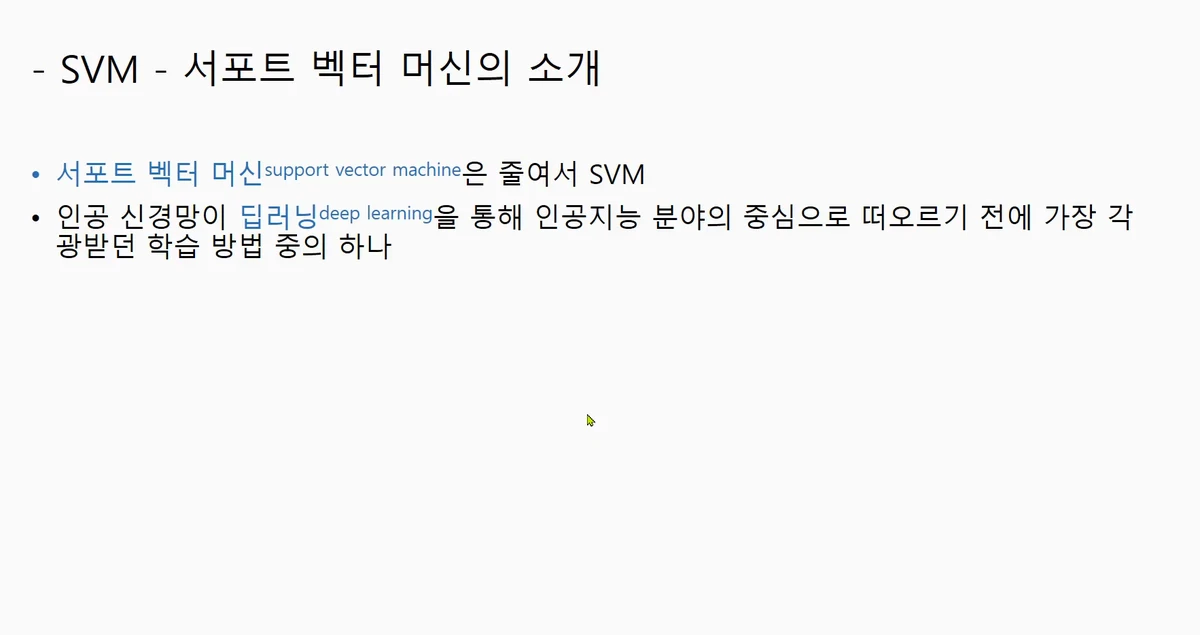 - SVM - 서포트 벡터 머신의 소개
• 서포트 벡터 머신support vector machine은 줄여서 SVM
• 인공 신경망이 딥러닝deep learning을 통해 인공지능 분야의 중심으로 떠오르기 전에 가장 각
광받던 학습 방법 중의 하나